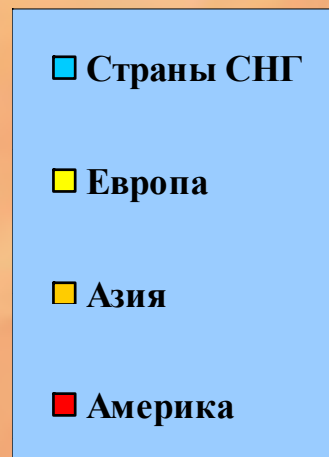 Страны СНГ
Европа
Азия
Америка